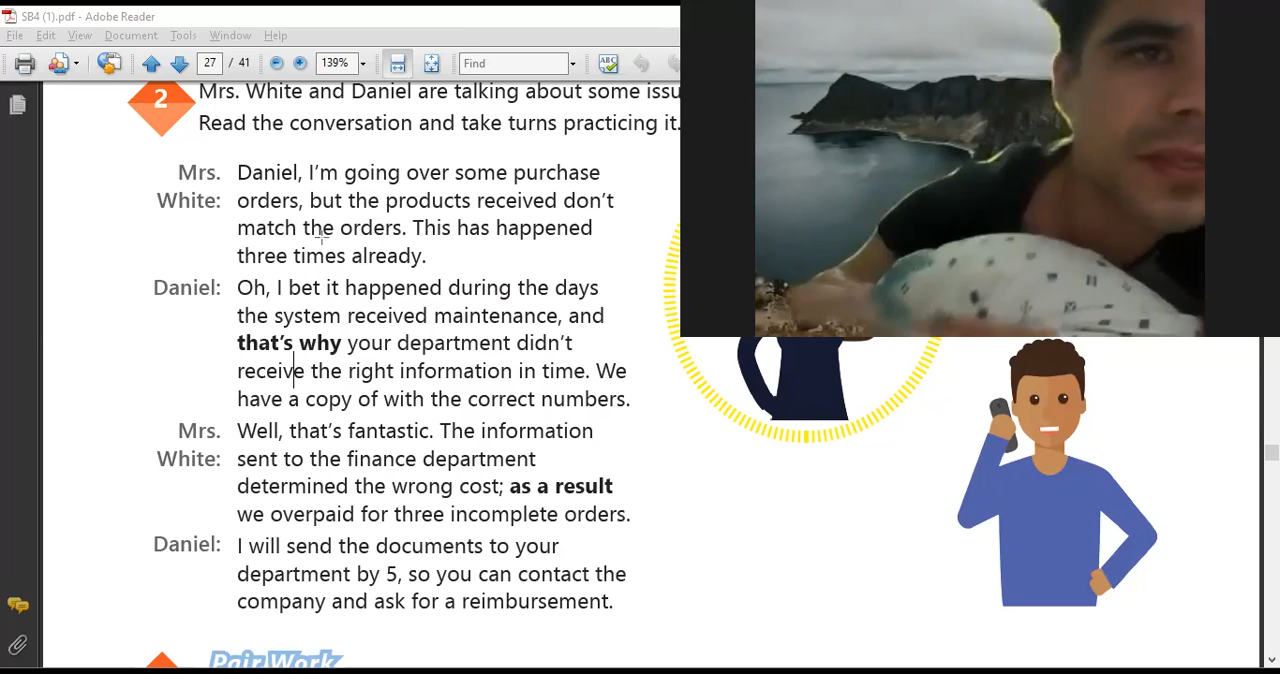 SB4 (1).pdf - Adobe Reader
File Edit View Document Tools Window Help
27 / 41 139% Find
2 Mrs. White and Daniel are talking about some issu
Read the conversation and take turns practicing it.
Mrs. Daniel, I'm going over some purchase
White: orders, but the products received don't
match the orders. This has happened
three times already.
Daniel: Oh, I bet it happened during the days
the system received maintenance, and
that's why your department didn't
receive the right information in time. We
have a copy of with the correct numbers.
Mrs. Well, that's fantastic. The information
White: sent to the finance department
determined the wrong cost; as a result
we overpaid for three incomplete orders.
Daniel: I will send the documents to your
department by 5, so you can contact the
company and ask for a reimbursement.
Pair Work